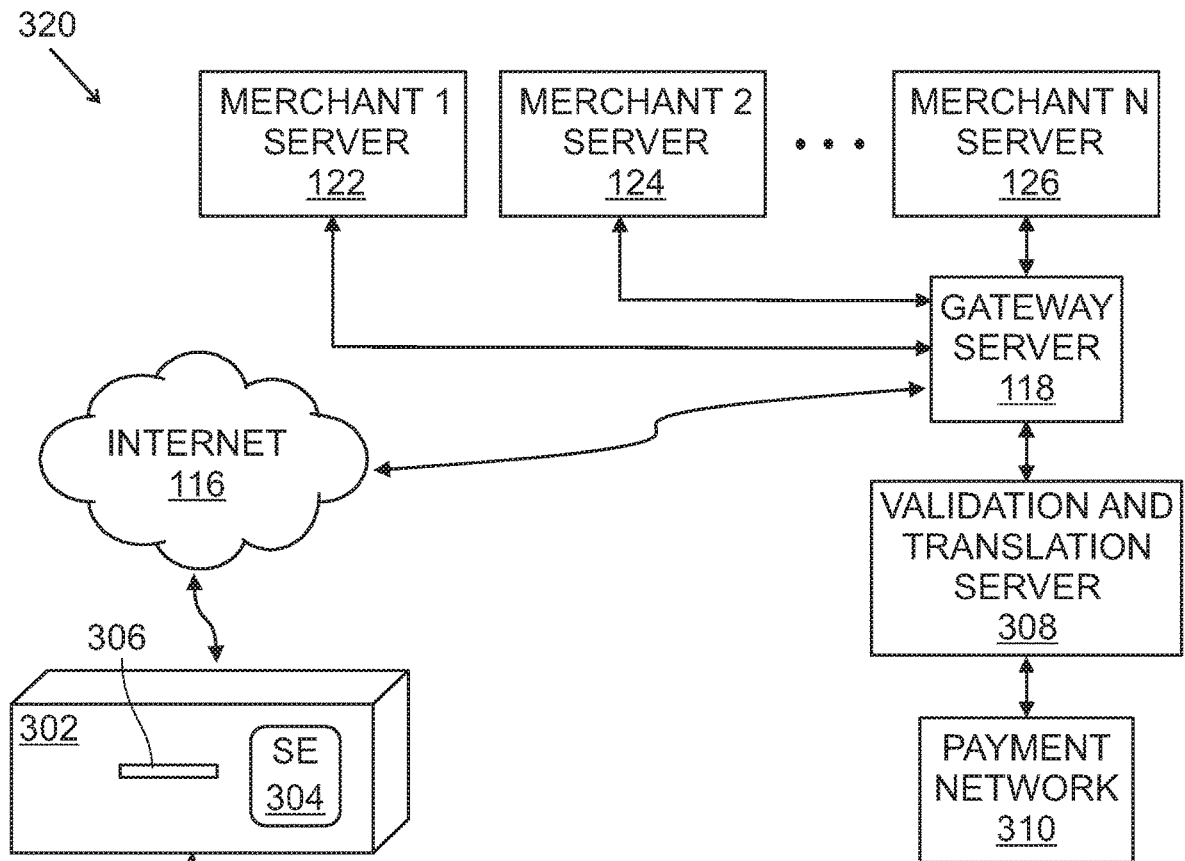 320
MERCHANT 1
SERVER
122
MERCHANT 2
SERVER
124
MERCHANT N
SERVER
126
GATEWAY
SERVER
118
INTERNET
116
VALIDATION AND
TRANSLATION
SERVER
308
306
302
SE
304
PAYMENT
NETWORK
310